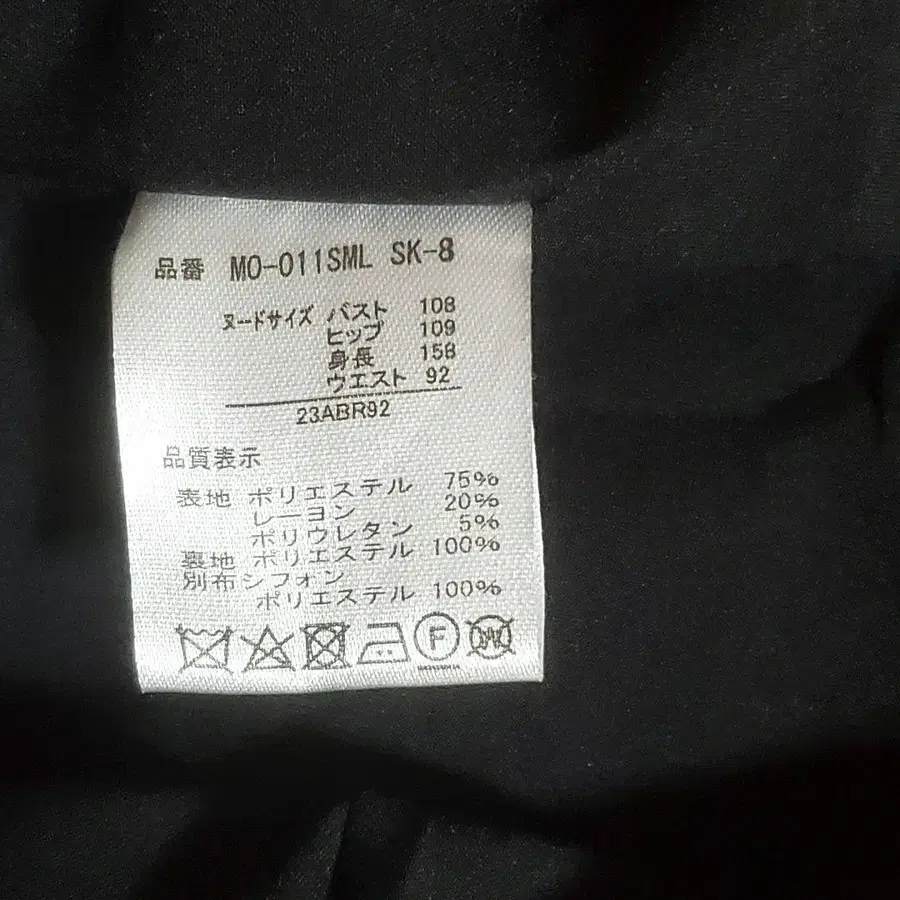 品番 MO-011SML SK-8
ヌードサイズ バスト 108
ヒップ 109
身長 158
ウエスト 92
23ABR92
品質表示
表地 ポリエステル 75%
レーヨン 20%
ポリウレタン 5%
裏地 ポリエステル 100%
別布シフォン
ポリエステル 100%
F W